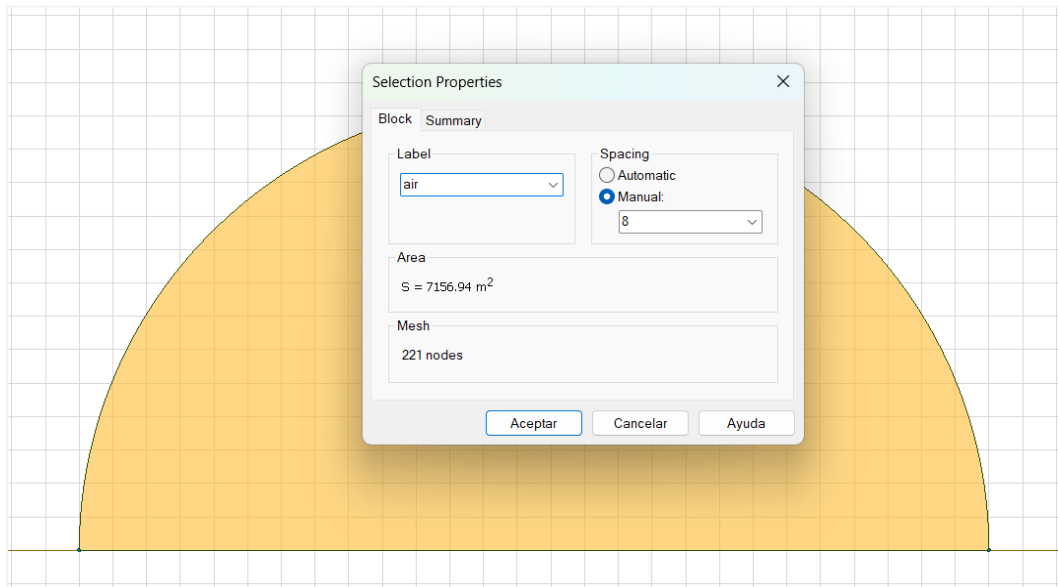 Selection Properties
Block Summary
Label
air
Spacing
Automatic
Manual:
8
Area
S = 7156.94 m²
Mesh
221 nodes
Aceptar Cancelar Ayuda